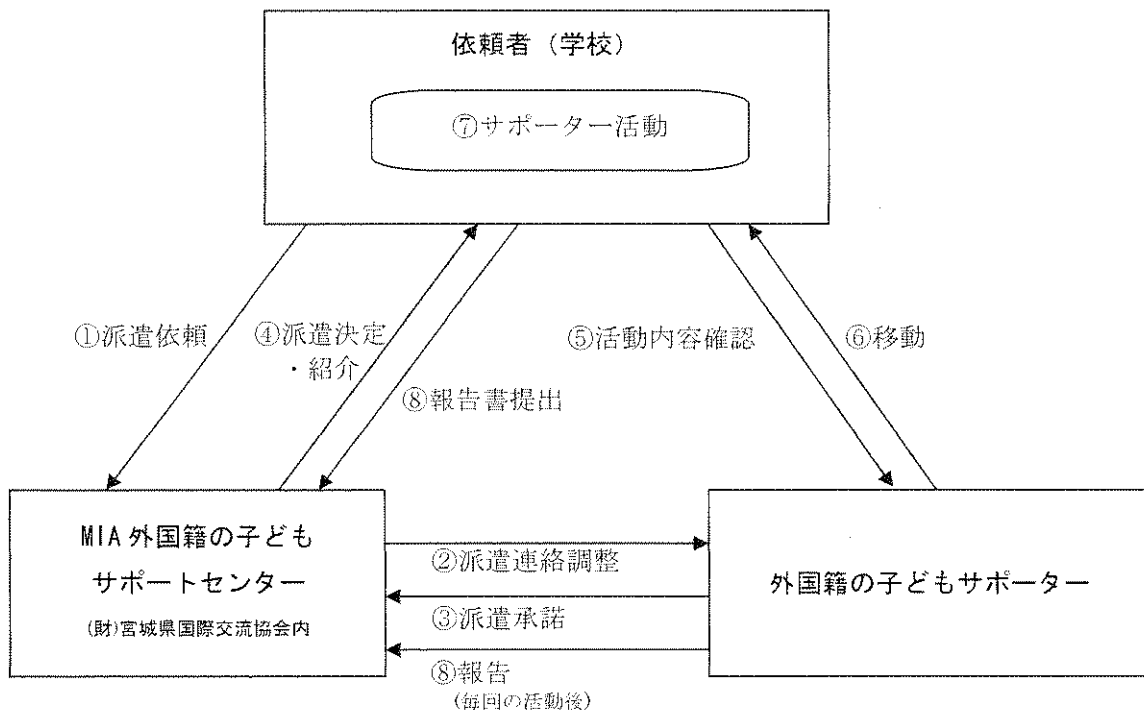 依頼者（学校）
⑦サポーター活動
①派遣依頼
④派遣決定
・紹介
⑧報告書提出
⑤活動内容確認
⑥移動
MIA外国籍の子ども
サポートセンター
(財)宮城県国際交流協会内
②派遣連絡調整
③派遣承諾
⑧報告
(毎回の活動後)
外国籍の子どもサポーター